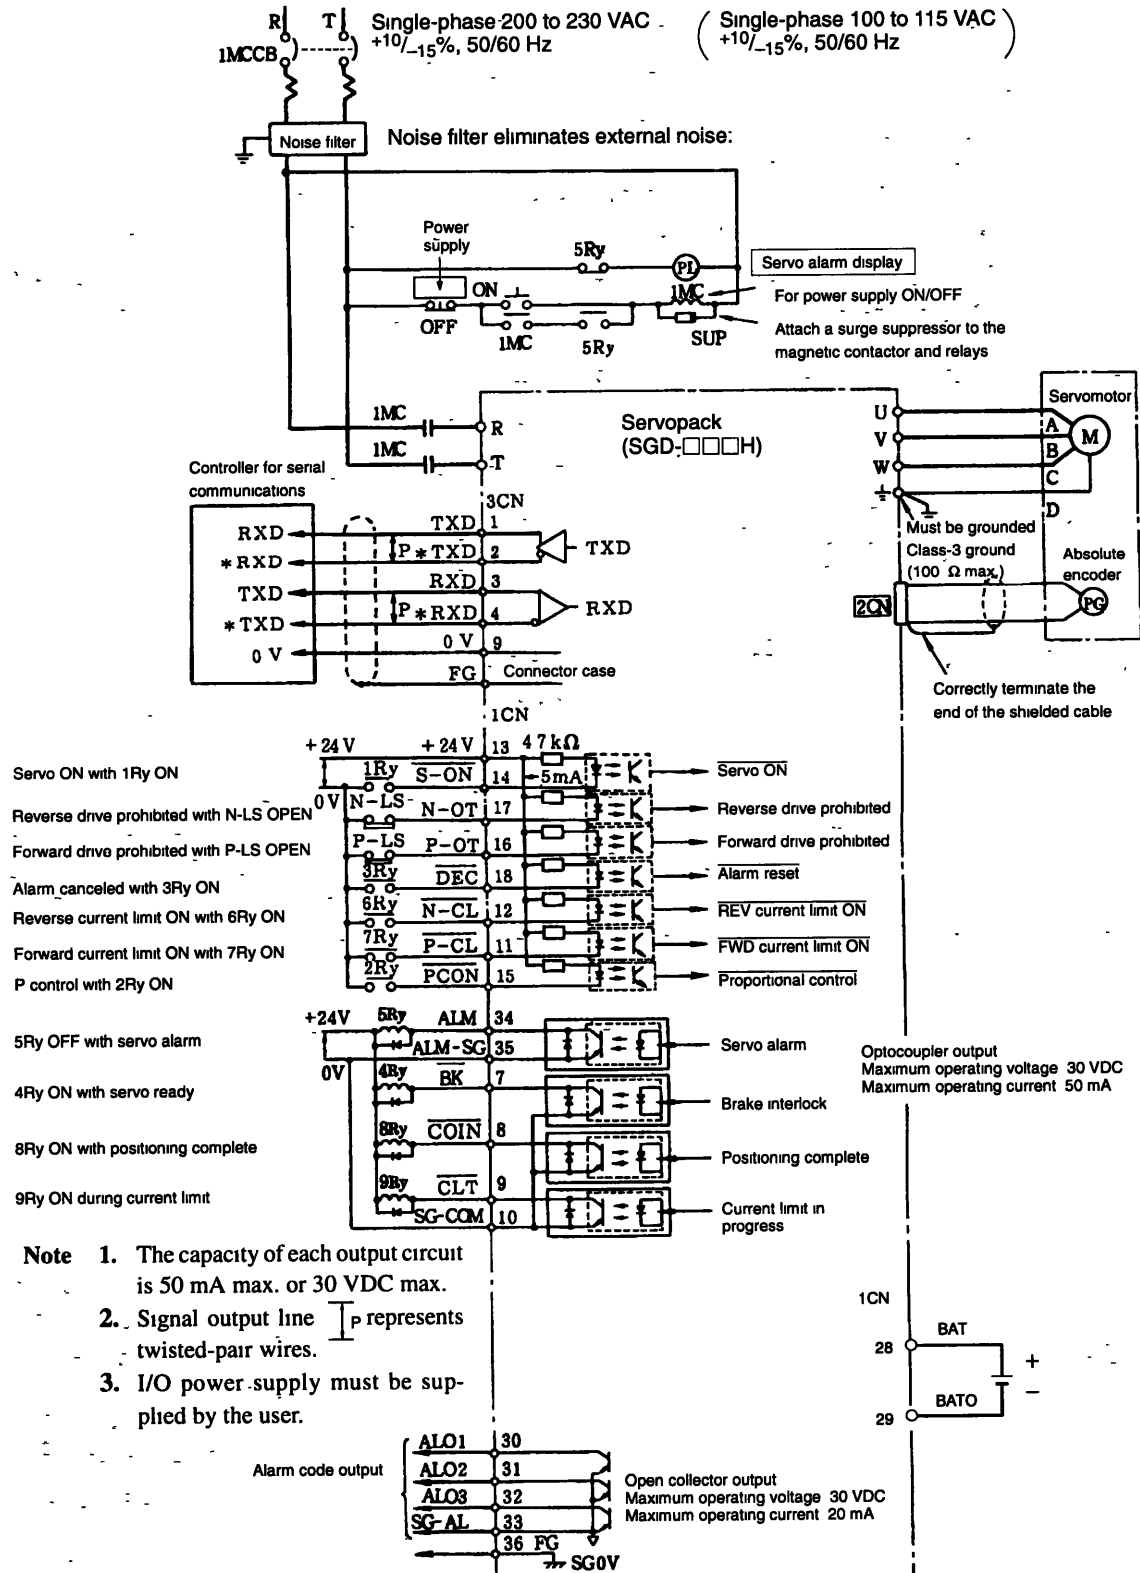 R T Single-phase 200 to 230 VAC
+10/−15%, 50/60 Hz
( Single-phase 100 to 115 VAC
+10/−15%, 50/60 Hz )
1MCCB
Noise filter
Noise filter eliminates external noise:
Power
supply
5Ry
PL
Servo alarm display
ON
1MC
For power supply ON/OFF
OFF
1MC
5Ry
SUP
Attach a surge suppressor to the
magnetic contactor and relays
1MC
R
1MC
T
Servopack
(SGD-□□□H)
U
V
W
Servomotor
A
B
C
D
M
Must be grounded
Class-3 ground
(100 Ω max.)
Absolute
encoder
2CN
PG
Correctly terminate the
end of the shielded cable
Controller for serial
communications
3CN
RXD TXD 1 TXD
*RXD P *TXD 2
TXD RXD 3 RXD
*TXD P *RXD 4
0 V 0 V 9
FG Connector case
1CN
+24V +24V 13 4 7kΩ
Servo ON with 1Ry ON 1Ry S-ON 14 5mA Servo ON
0V
Reverse drive prohibited with N-LS OPEN N-LS N-OT 17 Reverse drive prohibited
Forward drive prohibited with P-LS OPEN P-LS P-OT 16 Forward drive prohibited
Alarm canceled with 3Ry ON 3Ry DEC 18 Alarm reset
Reverse current limit ON with 6Ry ON 6Ry N-CL 12 REV current limit ON
Forward current limit ON with 7Ry ON 7Ry P-CL 11 FWD current limit ON
P control with 2Ry ON 2Ry PCON 15 Proportional control
+24V 5Ry ALM 34
5Ry OFF with servo alarm ALM-SG 35 Servo alarm
0V
4Ry ON with servo ready 4Ry BK 7 Brake interlock
8Ry ON with positioning complete 8Ry COIN 8 Positioning complete
9Ry ON during current limit 9Ry CLT 9 Current limit in
progress
SG-COM 10
Optocoupler output
Maximum operating voltage 30 VDC
Maximum operating current 50 mA
Note 1. The capacity of each output circuit
is 50 mA max. or 30 VDC max.
2. Signal output line P represents
twisted-pair wires.
3. I/O power supply must be sup-
plied by the user.
1CN
28 BAT
+
−
29 BATO
Alarm code output
ALO1 30
ALO2 31
ALO3 32
SG-AL 33
36 FG
SG0V
Open collector output
Maximum operating voltage 30 VDC
Maximum operating current 20 mA